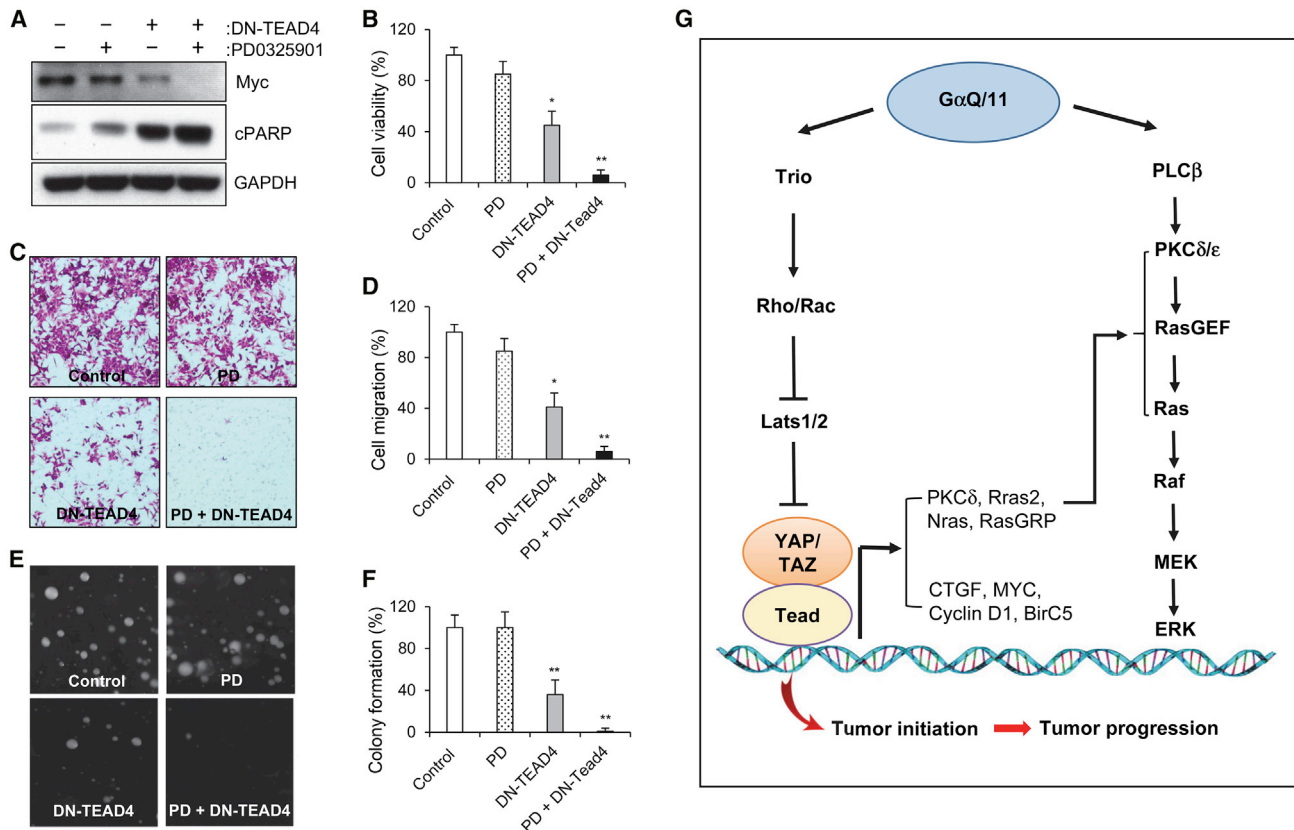 A
– – + + :DN-TEAD4
– + – + :PD0325901
Myc
cPARP
GAPDH
B
Cell viability (%)
120
80
40
0
Control
PD
DN-TEAD4
PD + DN-Tead4
*
**
C
Control
PD
DN-TEAD4
PD + DN-TEAD4
D
Cell migration (%)
120
80
40
0
Control
PD
DN-TEAD4
PD + DN-Tead4
*
**
E
Control
PD
DN-TEAD4
PD + DN-TEAD4
F
Colony formation (%)
120
80
40
0
Control
PD
DN-TEAD4
PD + DN-Tead4
**
**
G
GαQ/11
Trio
Rho/Rac
Lats1/2
YAP/
TAZ
Tead
PKCδ, Rras2,
Nras, RasGRP
CTGF, MYC,
Cyclin D1, BirC5
PLCβ
PKCδ/ε
RasGEF
Ras
Raf
MEK
ERK
Tumor initiation
Tumor progression